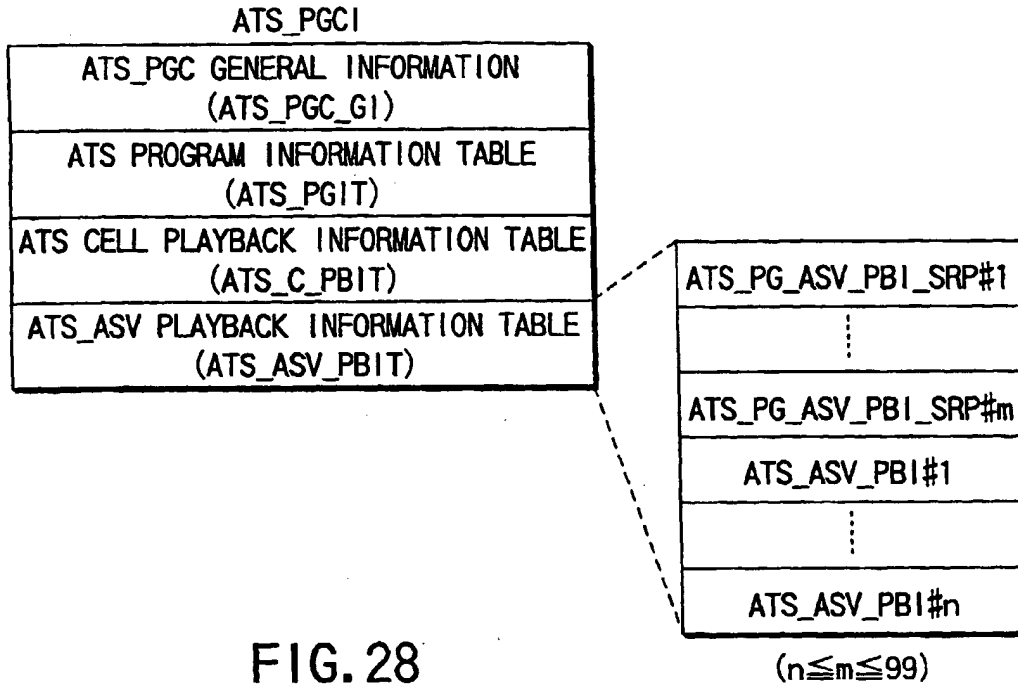 ATS_PGCI
ATS_PGC GENERAL INFORMATION
(ATS_PGC_GI)
ATS PROGRAM INFORMATION TABLE
(ATS_PGIT)
ATS CELL PLAYBACK INFORMATION TABLE
(ATS_C_PBIT)
ATS_ASV PLAYBACK INFORMATION TABLE
(ATS_ASV_PBIT)
ATS_PG_ASV_PBI_SRP#1
ATS_PG_ASV_PBI_SRP#m
ATS_ASV_PBI#1
ATS_ASV_PBI#n
(n≦m≦99)
FIG. 28